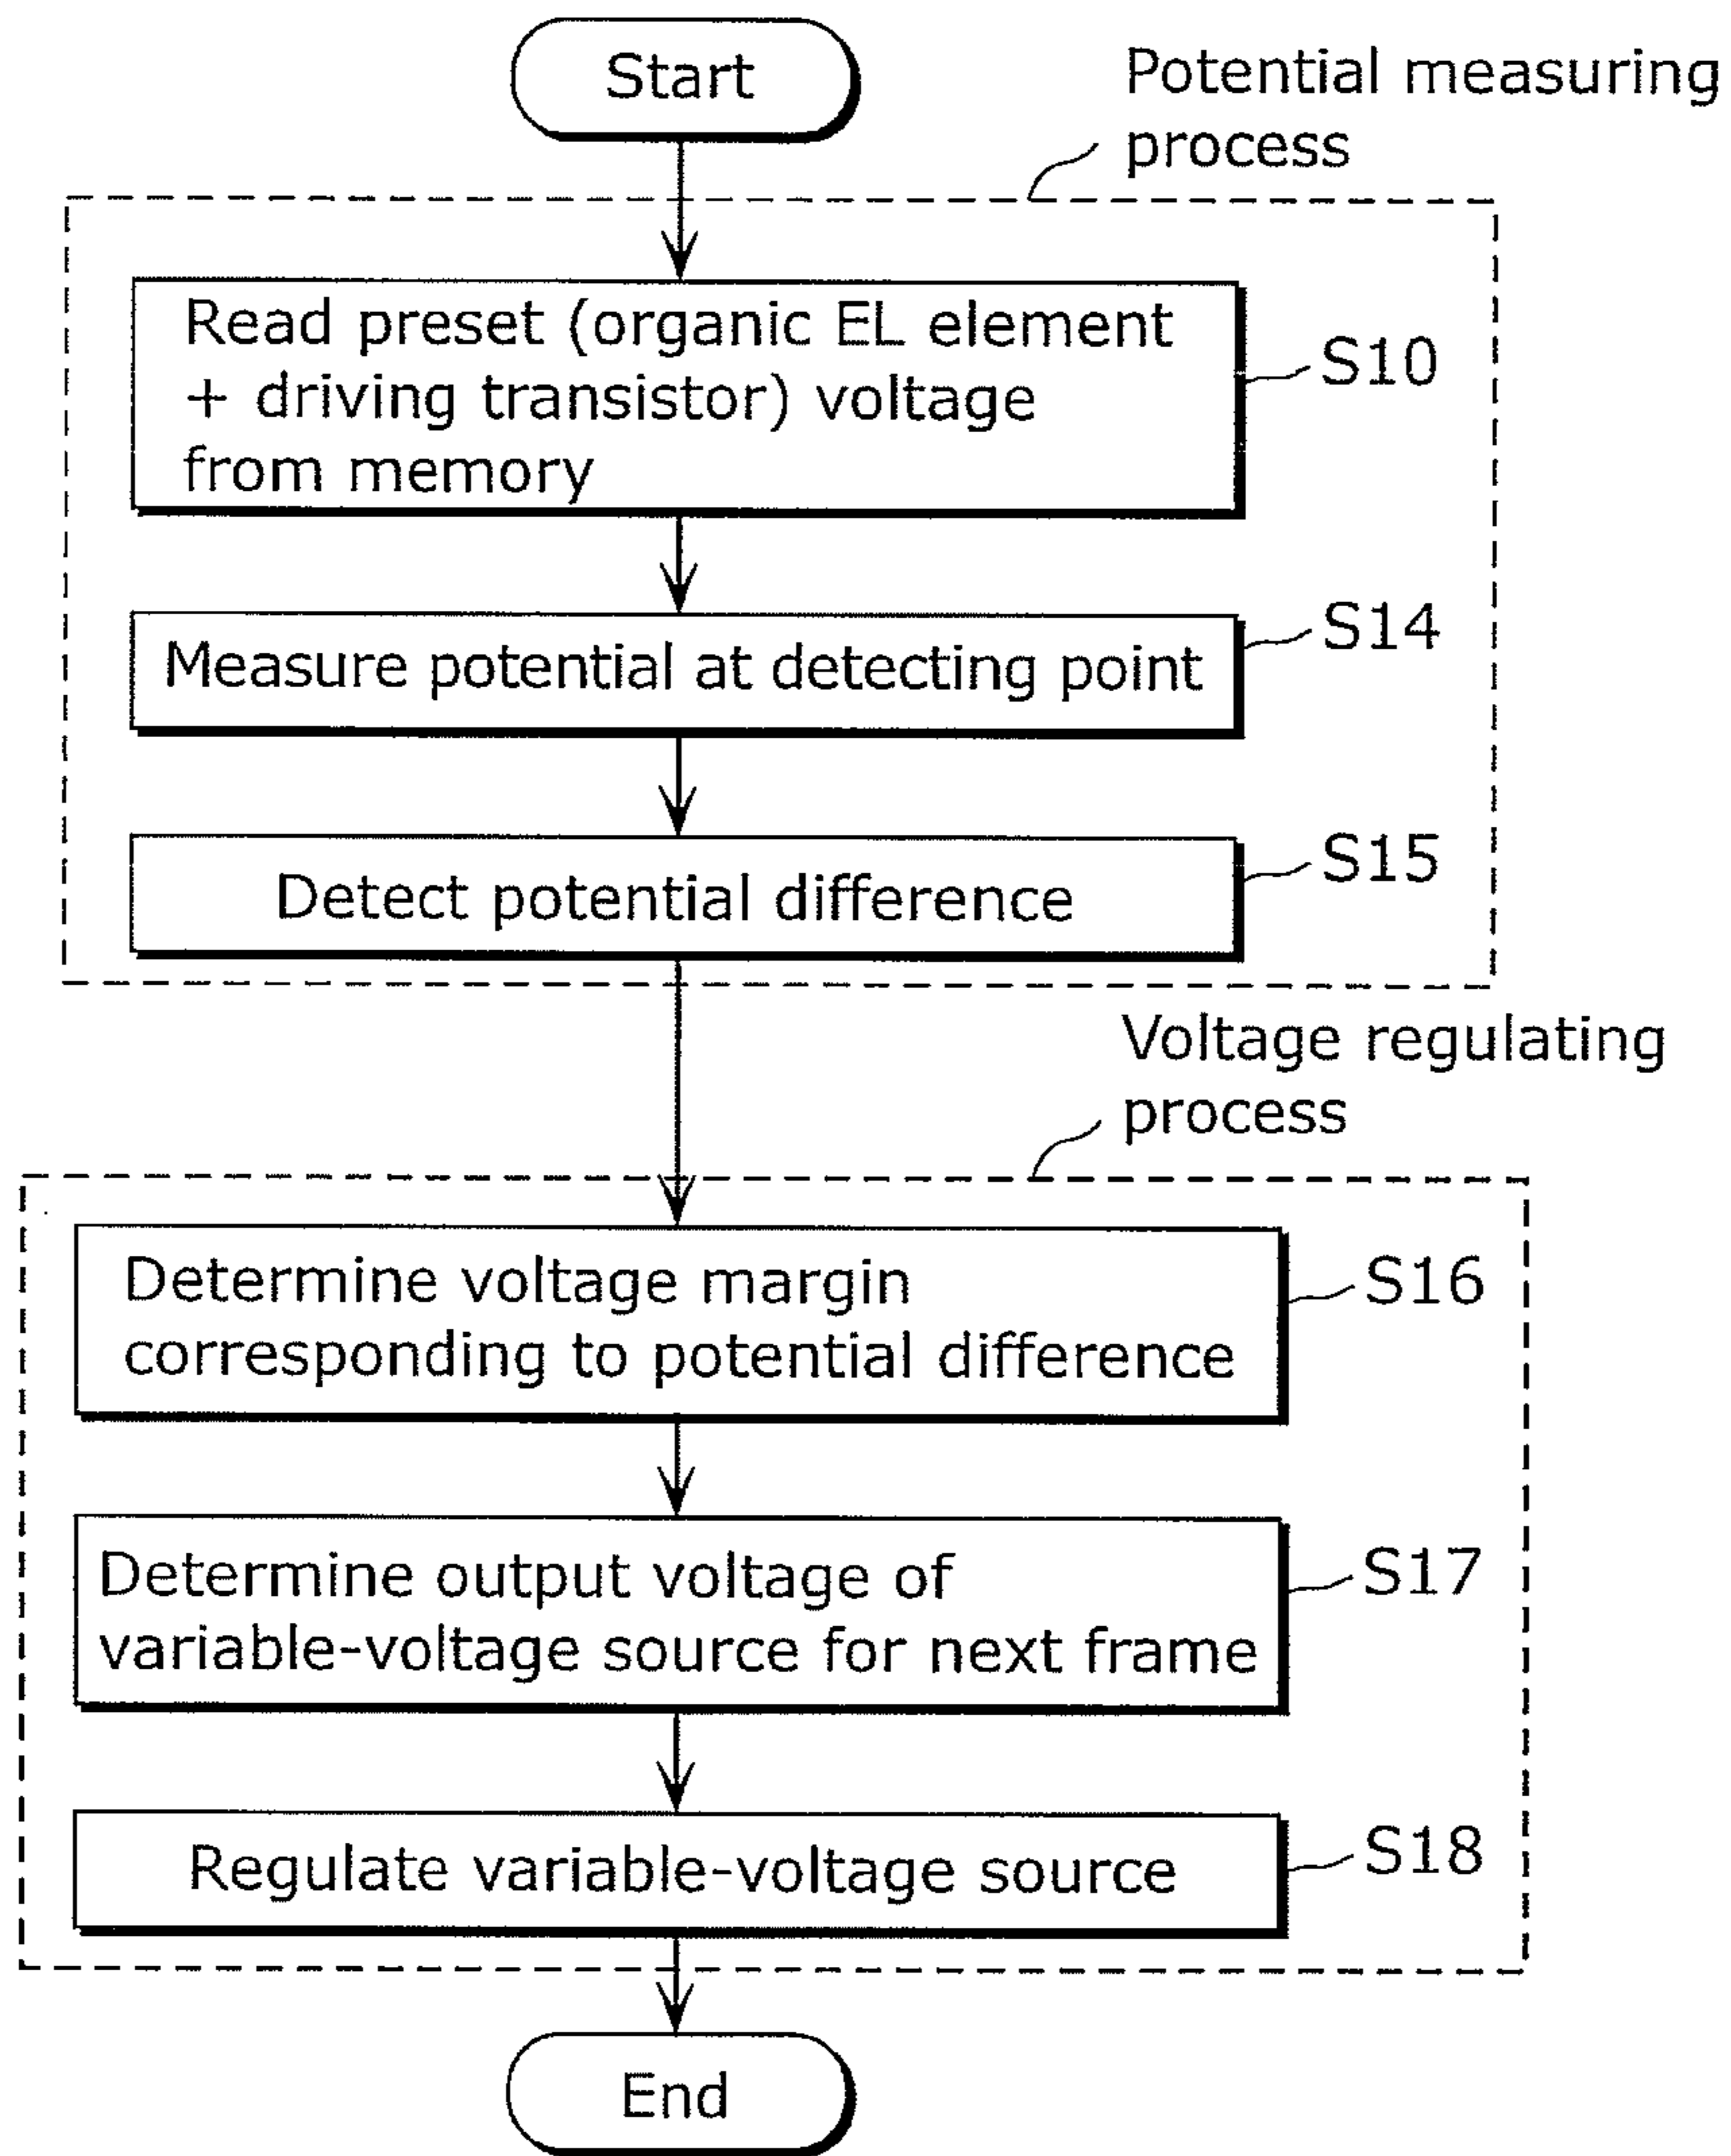 Start
Potential measuring
process
Read preset (organic EL element
+ driving transistor) voltage
from memory
S10
Measure potential at detecting point
S14
Detect potential difference
S15
Voltage regulating
process
Determine voltage margin
corresponding to potential difference
S16
Determine output voltage of
variable-voltage source for next frame
S17
Regulate variable-voltage source
S18
End